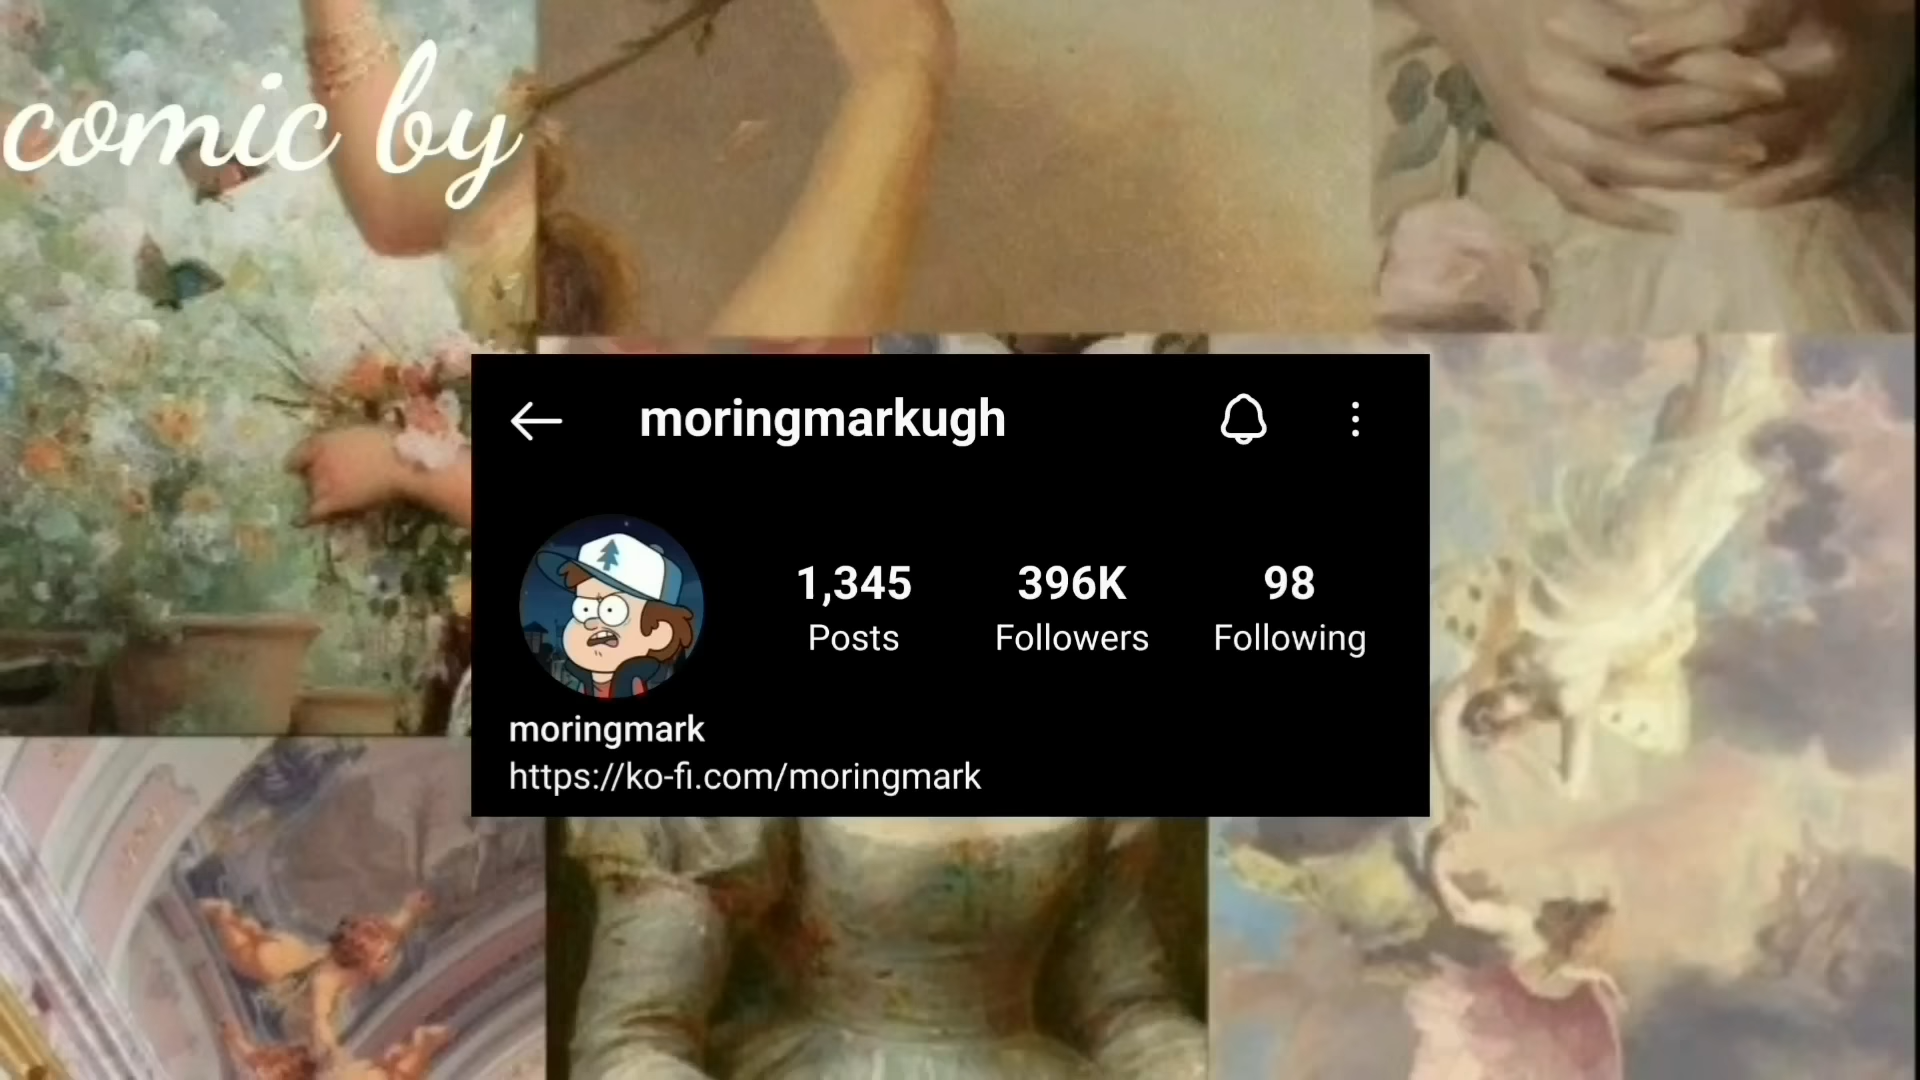 comic by
moringmarkugh
1,345 396K 98
Posts Followers Following
moringmark
https://ko-fi.com/moringmark